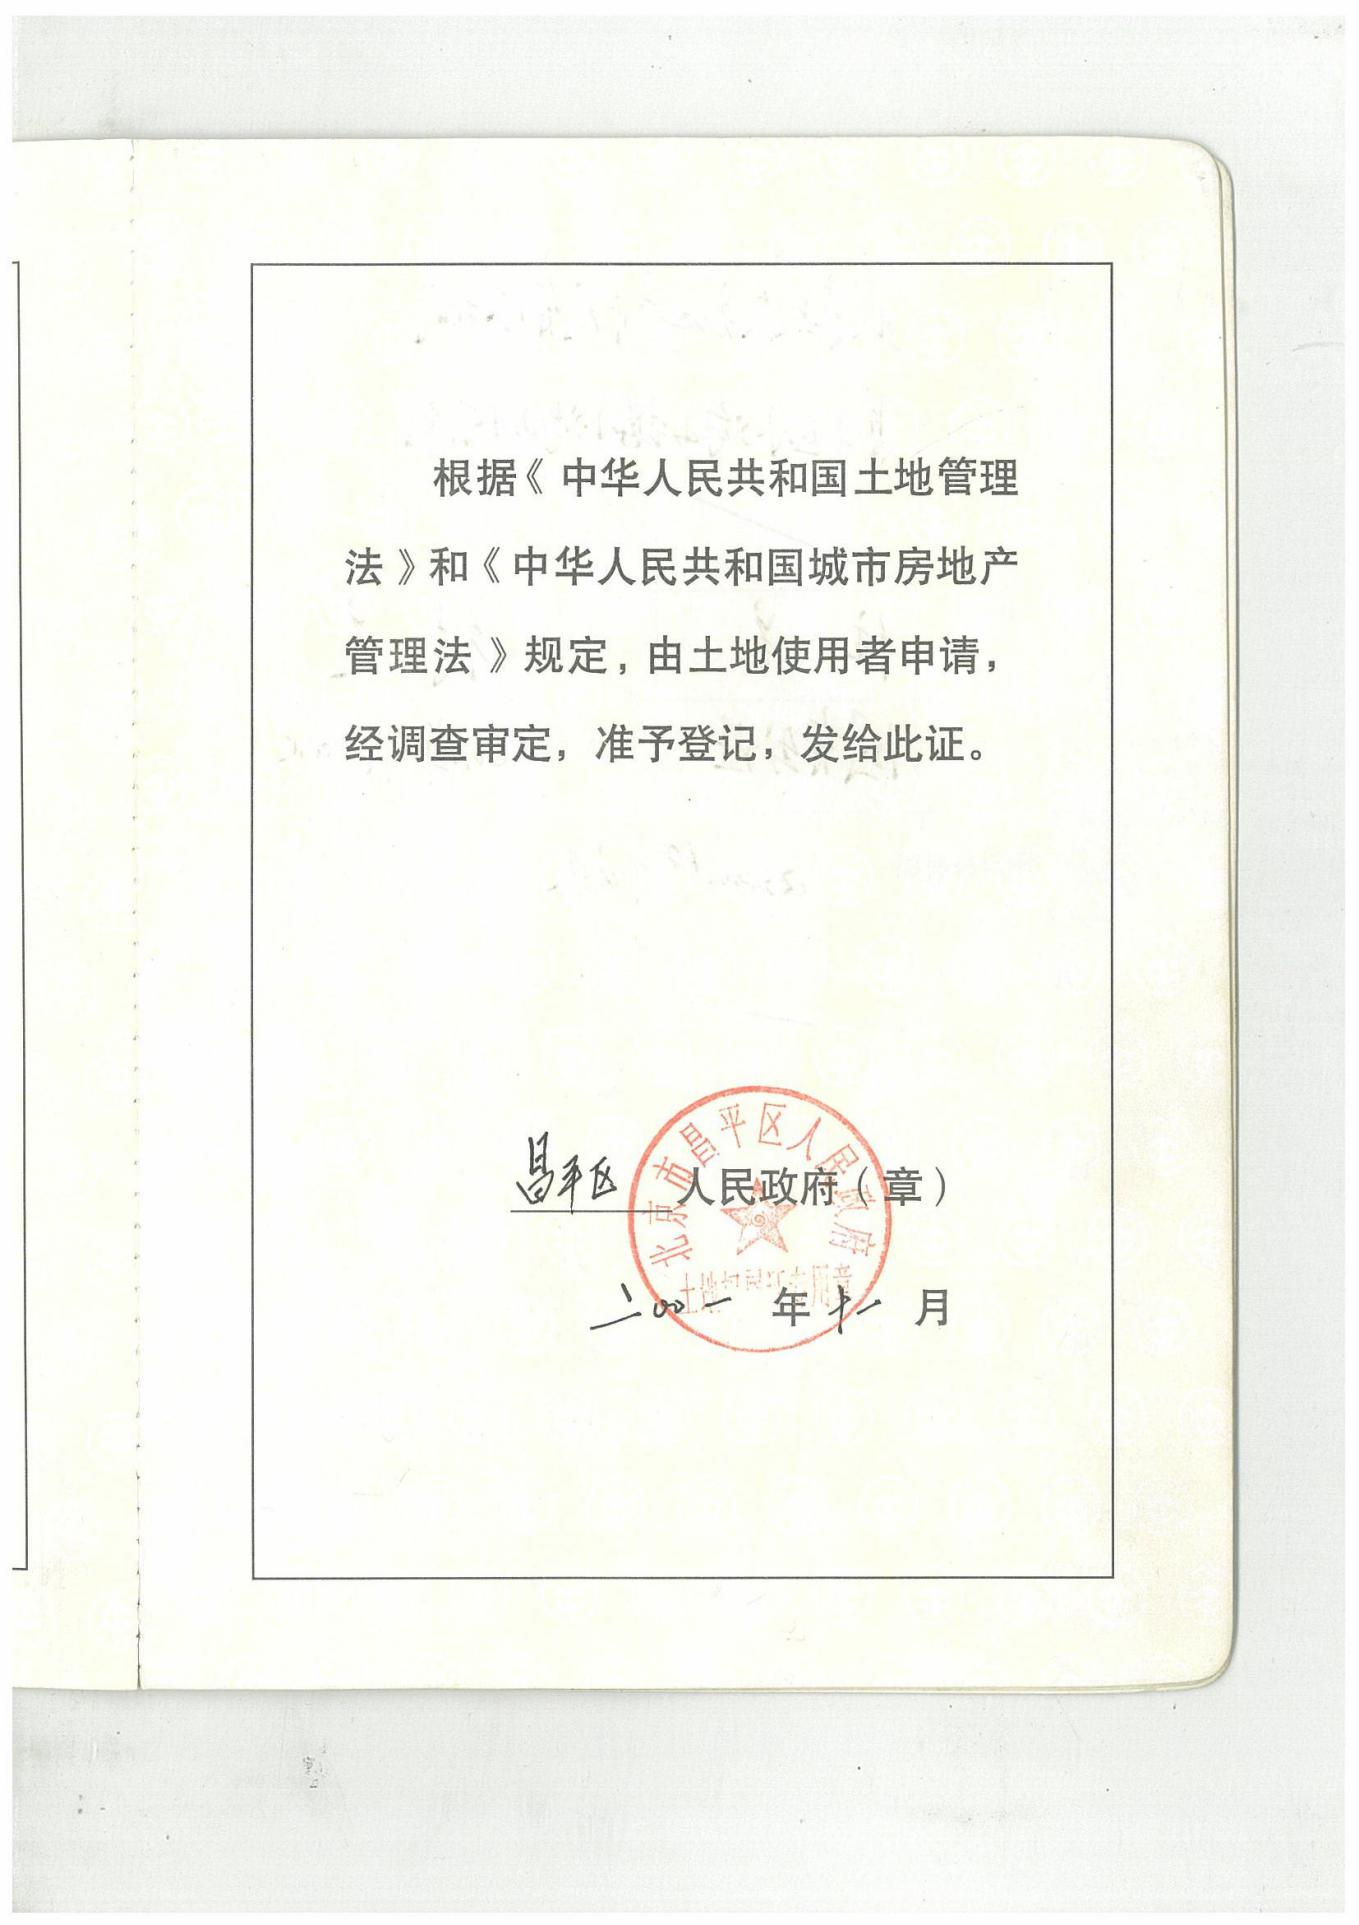 根据《中华人民共和国土地管理
法》和《中华人民共和国城市房地产
管理法》规定,由土地使用者申请,
经调查审定,准予登记,发给此证。
北京市昌平区人民政府
昌平区 人民政府(章)
二00一 年 十一 月